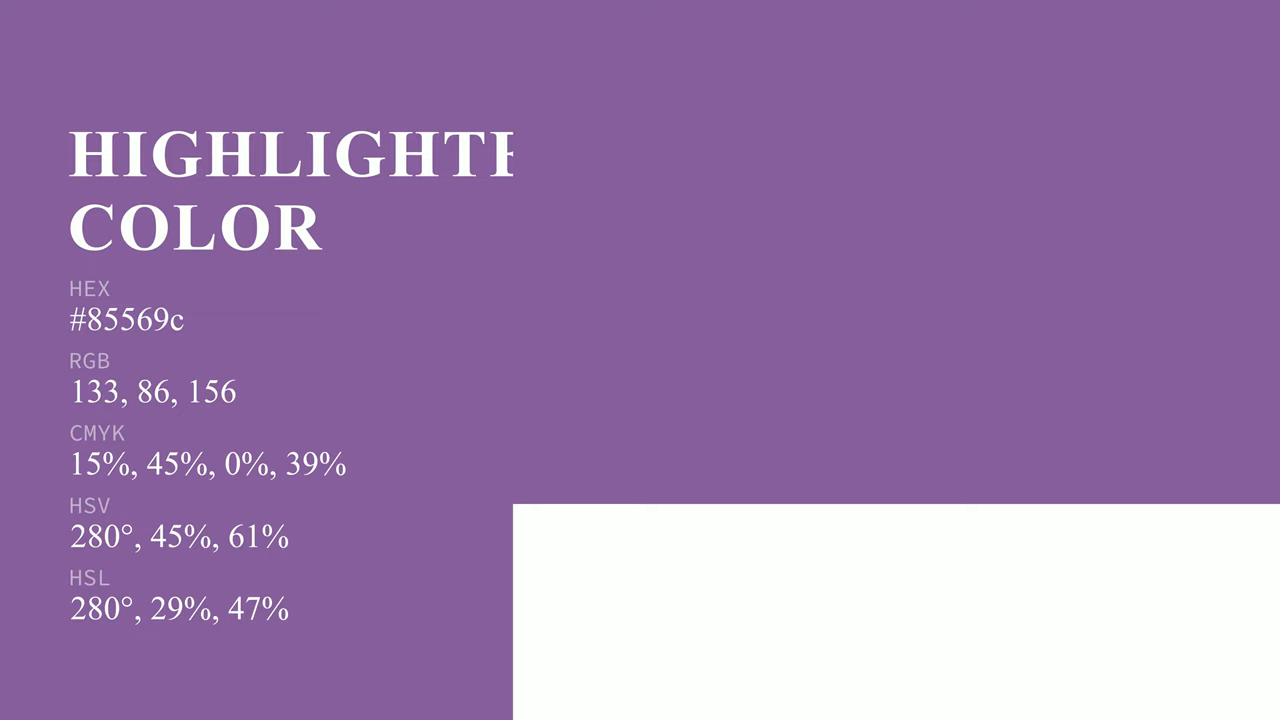 HIGHLIGHT
COLOR
HEX
#85569c
RGB
133, 86, 156
CMYK
15%, 45%, 0%, 39%
HSV
280°, 45%, 61%
HSL
280°, 29%, 47%